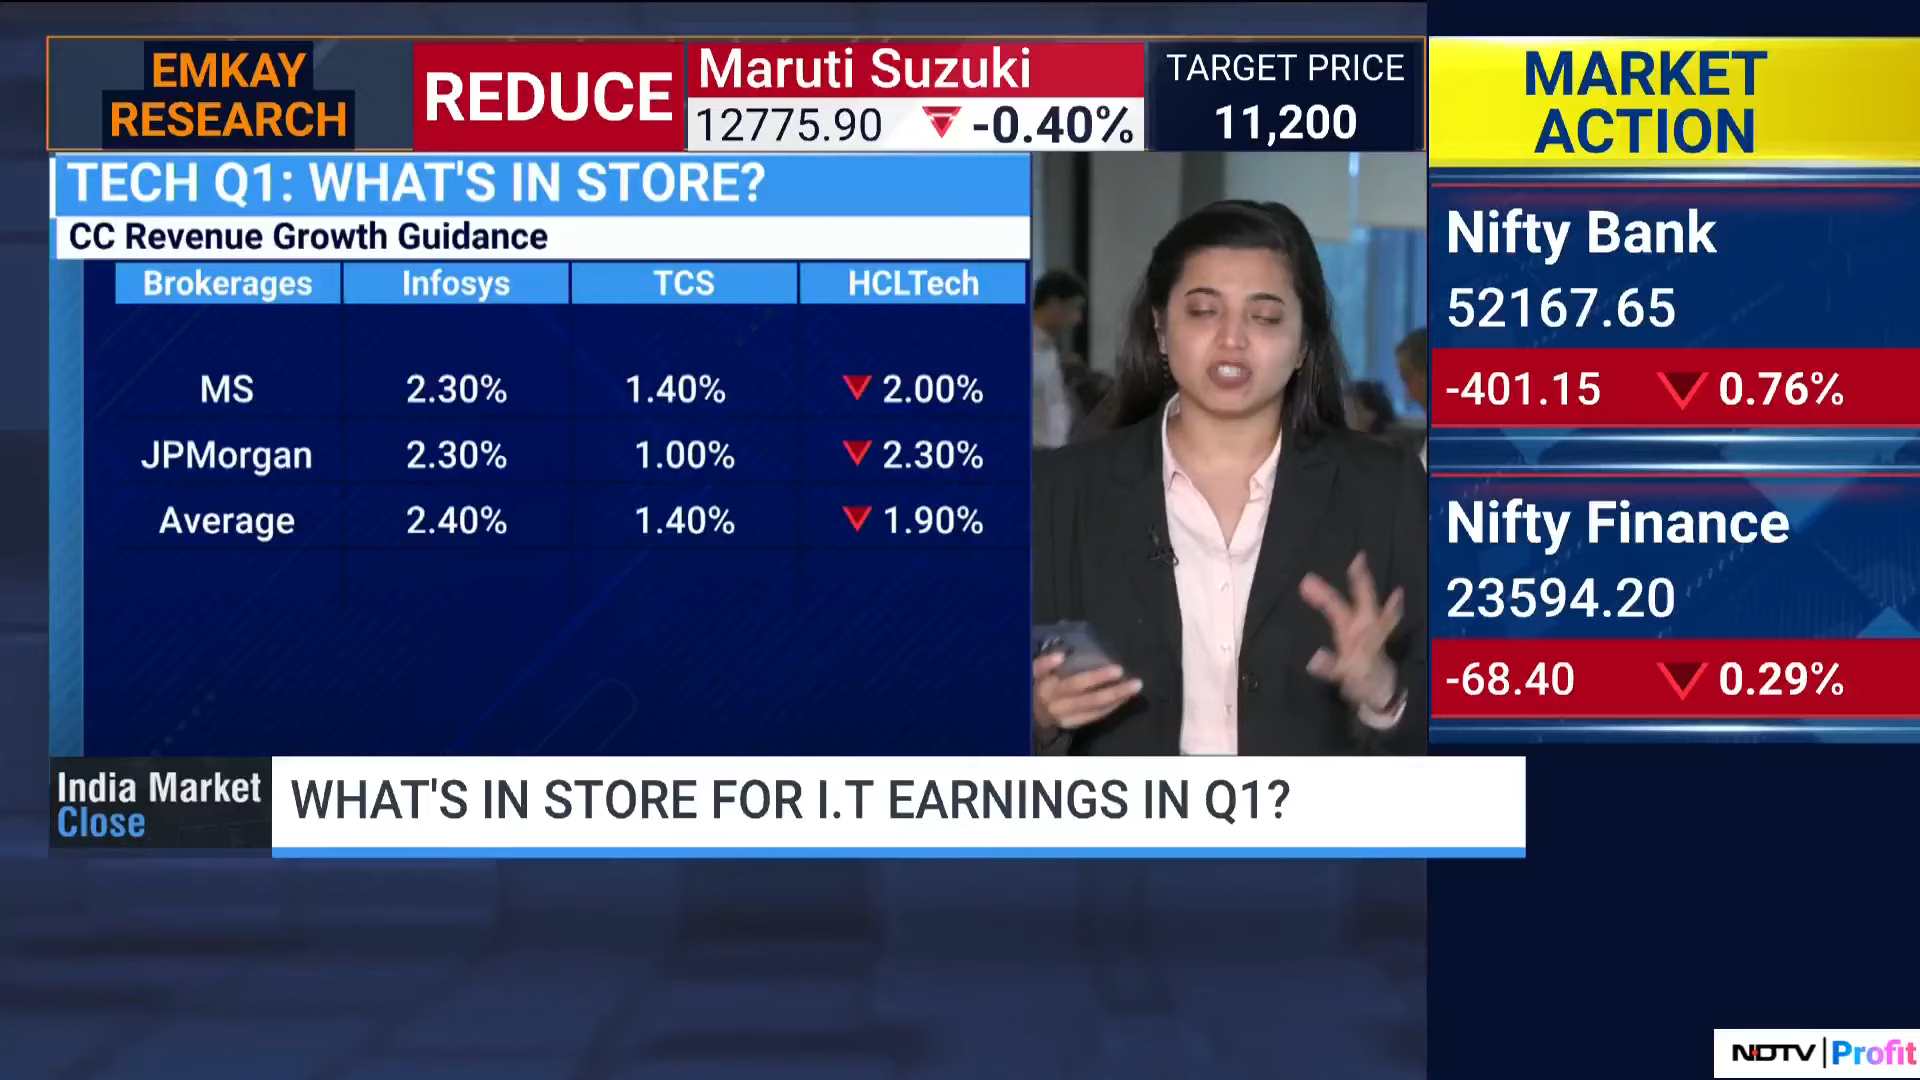 EMKAY
RESEARCH
REDUCE
Maruti Suzuki
12775.90 -0.40%
TARGET PRICE
11,200
MARKET
ACTION
TECH Q1: WHAT'S IN STORE?
CC Revenue Growth Guidance
Brokerages Infosys TCS HCLTech
MS 2.30% 1.40% 2.00%
JPMorgan 2.30% 1.00% 2.30%
Average 2.40% 1.40% 1.90%
Nifty Bank
52167.65
-401.15 0.76%
Nifty Finance
23594.20
-68.40 0.29%
India Market
Close
WHAT'S IN STORE FOR I.T EARNINGS IN Q1?
NDTV | Profit